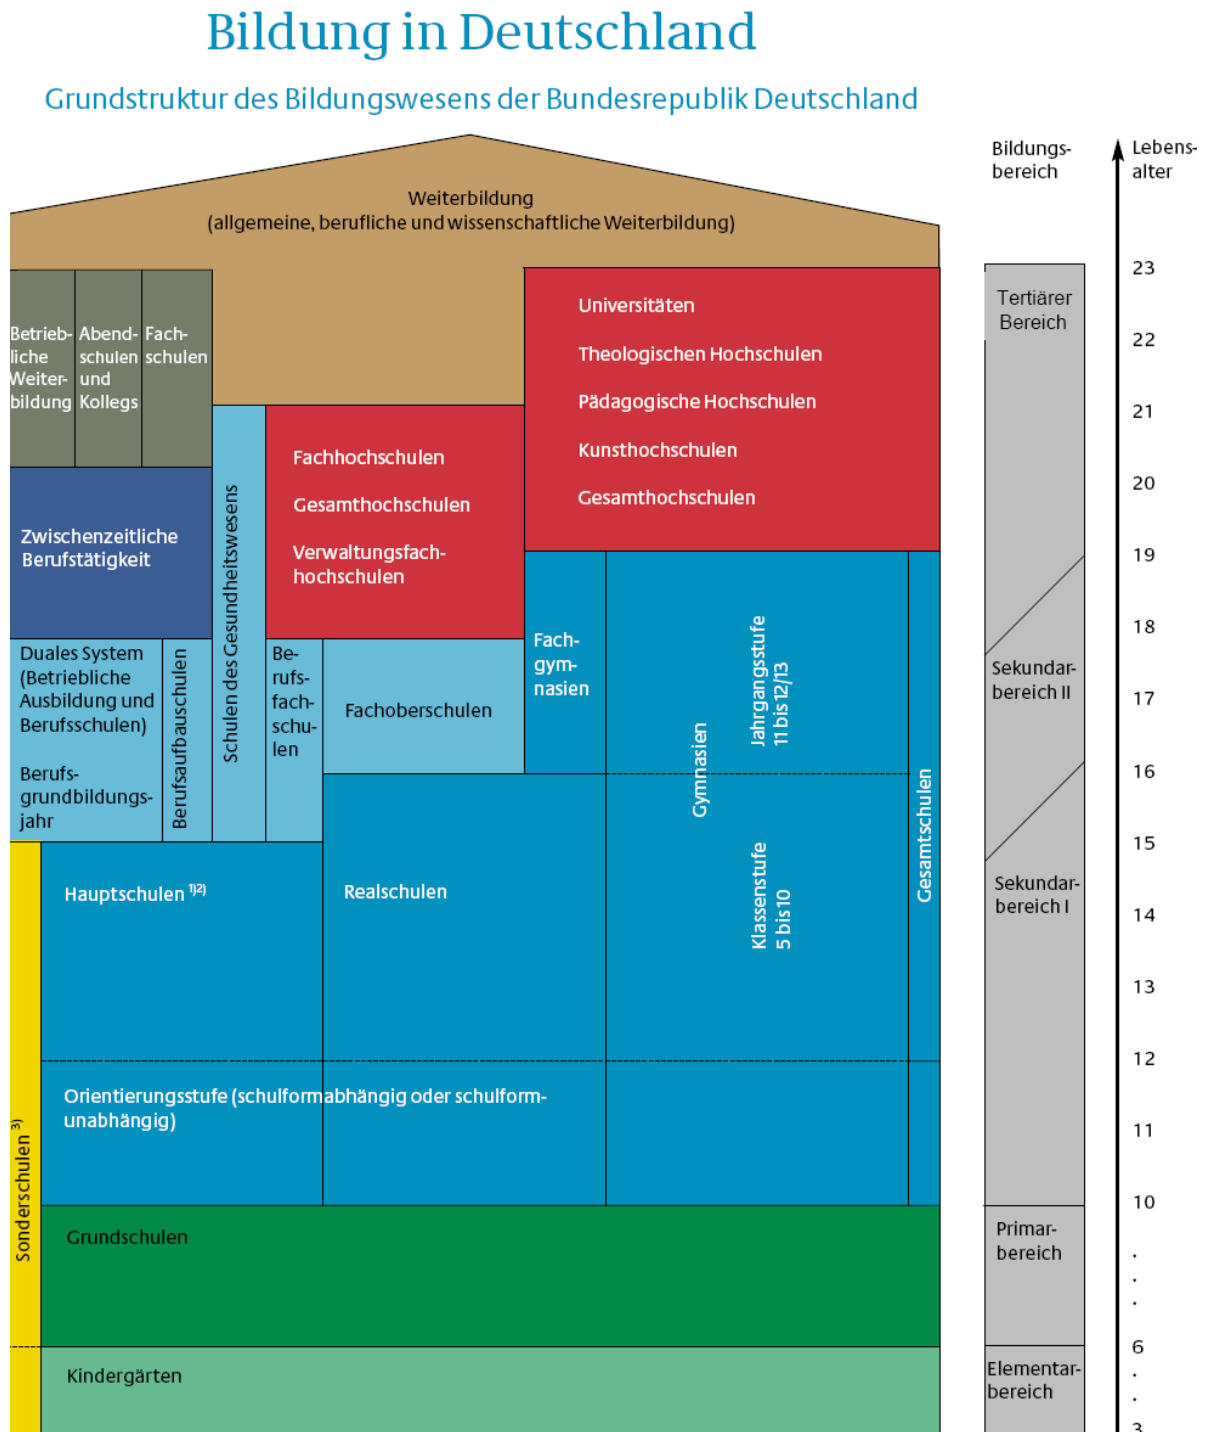 Bildung in Deutschland
Grundstruktur des Bildungswesens der Bundesrepublik Deutschland
Bildungs-
bereich
Lebens-
alter
Weiterbildung
(allgemeine, berufliche und wissenschaftliche Weiterbildung)
Betrieb-
liche
Weiter-
bildung
Abend-
schulen
und
Kollegs
Fach-
schulen
Universitäten
Theologischen Hochschulen
Pädagogische Hochschulen
Kunsthochschulen
Gesamthochschulen
Fachhochschulen
Gesamthochschulen
Verwaltungsfach-
hochschulen
Zwischenzeitliche
Berufstätigkeit
Schulen des Gesundheitswesens
Duales System
(Betriebliche
Ausbildung und
Berufsschulen)
Berufs-
grundbildungs-
jahr
Berufsaufbauschulen
Be-
rufs-
fach-
schu-
len
Fachoberschulen
Fach-
gym-
nasien
Gymnasien
Jahrgangsstufe
11 bis 12/13
Klassenstufe
5 bis 10
Gesamtschulen
Hauptschulen 1)2)
Realschulen
Orientierungsstufe (schulformabhängig oder schulform-
unabhängig)
Sonderschulen 3)
Grundschulen
Kindergärten
Tertiärer
Bereich
Sekundar-
bereich II
Sekundar-
bereich I
Primar-
bereich
Elementar-
bereich
23
22
21
20
19
18
17
16
15
14
13
12
11
10
.
.
.
6
.
.
3